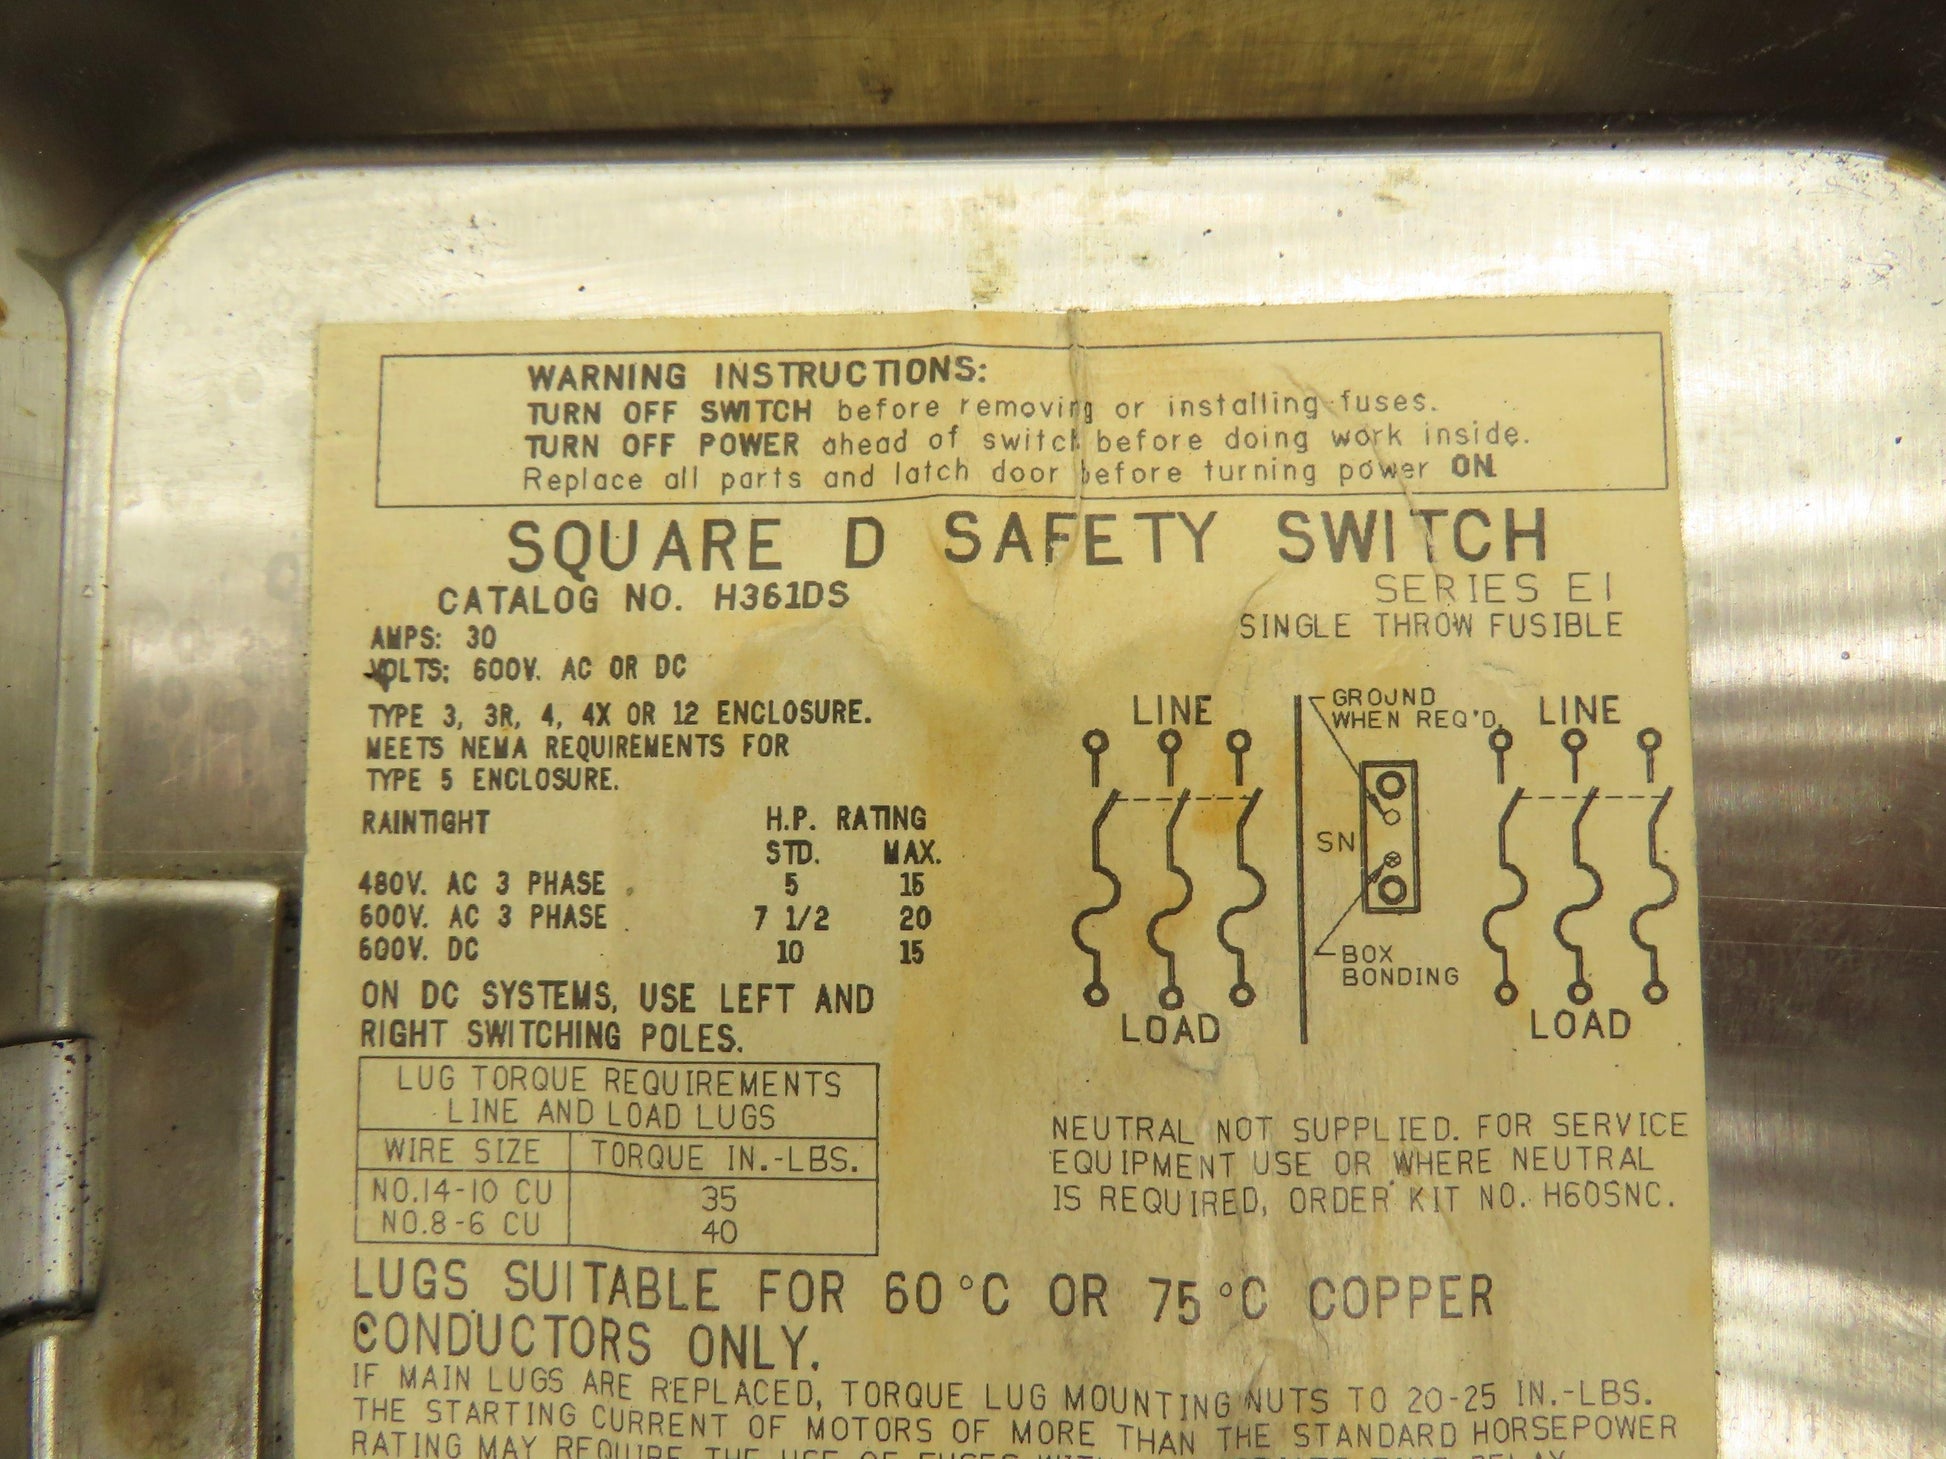 WARNING INSTRUCTIONS:
TURN OFF SWITCH before removing or installing fuses.
TURN OFF POWER ahead of switch before doing work inside.
Replace all parts and latch door before turning power ON.
SQUARE D SAFETY SWITCH
CATALOG NO. H361DS
SERIES E1
SINGLE THROW FUSIBLE
AMPS: 30
VOLTS: 600V. AC OR DC
TYPE 3, 3R, 4, 4X OR 12 ENCLOSURE.
MEETS NEMA REQUIREMENTS FOR
TYPE 5 ENCLOSURE.
RAINTIGHT H.P. RATING
STD. MAX.
480V. AC 3 PHASE 5 15
600V. AC 3 PHASE 7 1/2 20
600V. DC 10 15
ON DC SYSTEMS, USE LEFT AND
RIGHT SWITCHING POLES.
LINE
LOAD
GROUND
WHEN REQ'D.
SN
BOX
BONDING
LINE
LOAD
LUG TORQUE REQUIREMENTS
LINE AND LOAD LUGS
WIRE SIZE TORQUE IN.-LBS.
NO.14-10 CU 35
NO.8-6 CU 40
NEUTRAL NOT SUPPLIED. FOR SERVICE
EQUIPMENT USE OR WHERE NEUTRAL
IS REQUIRED, ORDER KIT NO. H60SNC.
LUGS SUITABLE FOR 60°C OR 75°C COPPER
CONDUCTORS ONLY.
IF MAIN LUGS ARE REPLACED, TORQUE LUG MOUNTING NUTS TO 20-25 IN.-LBS.
THE STARTING CURRENT OF MOTORS OF MORE THAN THE STANDARD HORSEPOWER
RATING MAY REQUIRE THE USE OF FUSES WITH